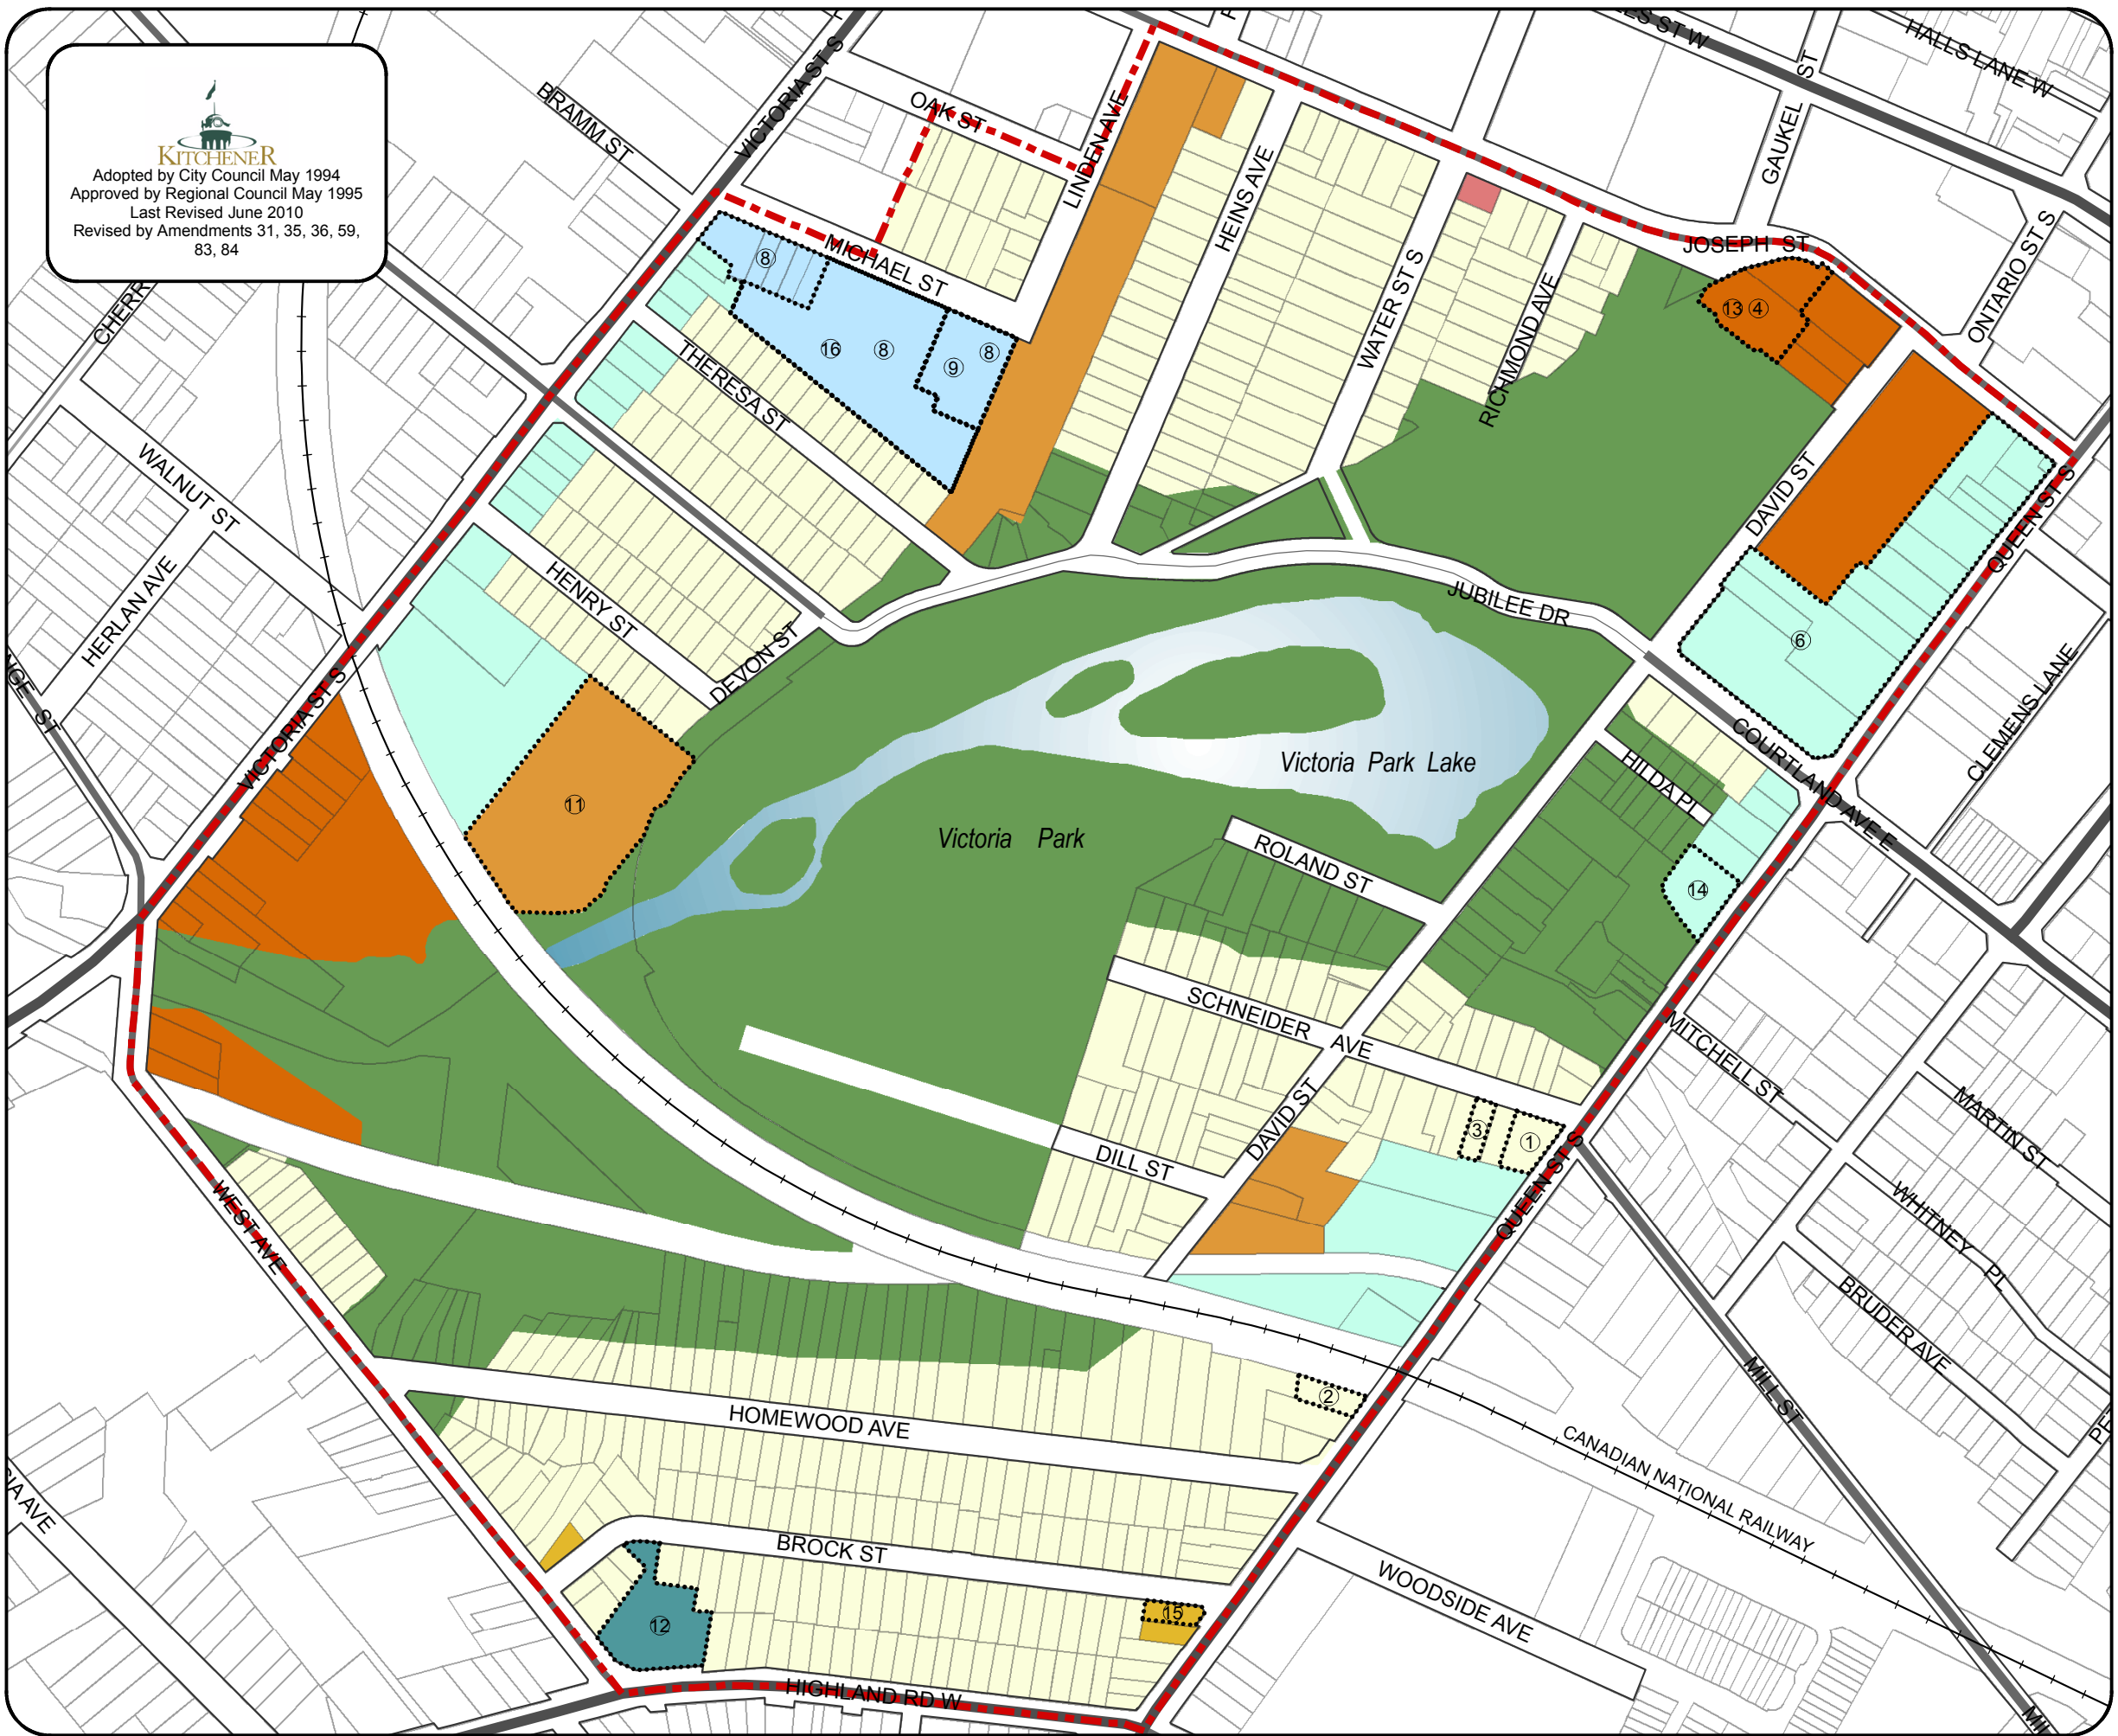 KITCHENER
Adopted by City Council May 1994
Approved by Regional Council May 1995
Last Revised June 2010
Revised by Amendments 31, 35, 36, 59,
83, 84
HALLS LANE W
ST W
BRAMM ST
VICTORIA ST S
OAK ST
LINDEN AVE
HEINS AVE
GAUKEL ST
MICHAEL ST
WATER ST S
RICHMOND AVE
JOSEPH ST
ONTARIO ST S
8
13 4
16 8 9 8
THERESA ST
WALNUT ST
HERLAN AVE
HENRY ST
DEVON ST
DAVID ST
QUEEN ST S
JUBILEE DR
6
VICTORIA ST S
CLEMENS LANE
COURTLAND AVE E
HILDA PL
Victoria Park Lake
11
Victoria Park
ROLAND ST
14
SCHNEIDER AVE
MITCHELL ST
MARTIN ST
3 1
DAVID ST
DILL ST
QUEEN ST S
WEST AVE
WHITNEY PL
BRUDER AVE
MILL ST
2
HOMEWOOD AVE
CANADIAN NATIONAL RAILWAY
BROCK ST
WOODSIDE AVE
15
12
HIGHLAND RD W